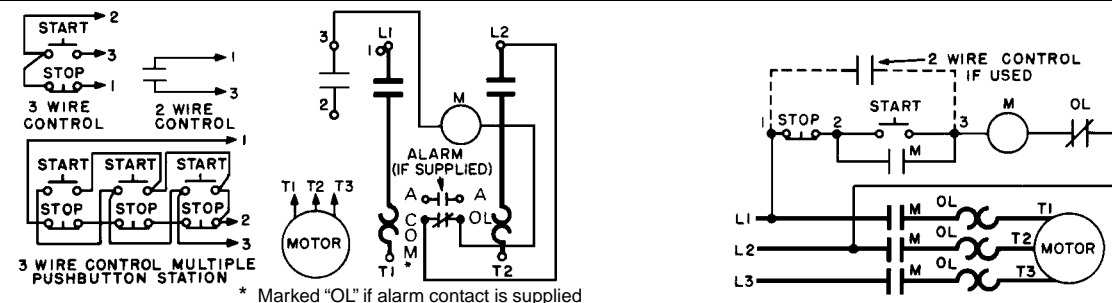 START
2
3
STOP
1
3 WIRE
CONTROL
1
3
2 WIRE
CONTROL
1
START START START
STOP STOP STOP
2
3
3 WIRE CONTROL MULTIPLE
PUSHBUTTON STATION
3
2
L1
1
L2
M
ALARM
(IF SUPPLIED)
A A
COM*
OL
T1 T2 T3
MOTOR
T1
T2
* Marked “OL” if alarm contact is supplied
2 WIRE CONTROL
IF USED
START
M
OL
1
STOP
2
3
M
L1
M
OL
T1
L2
M
OL
T2
MOTOR
L3
M
OL
T3